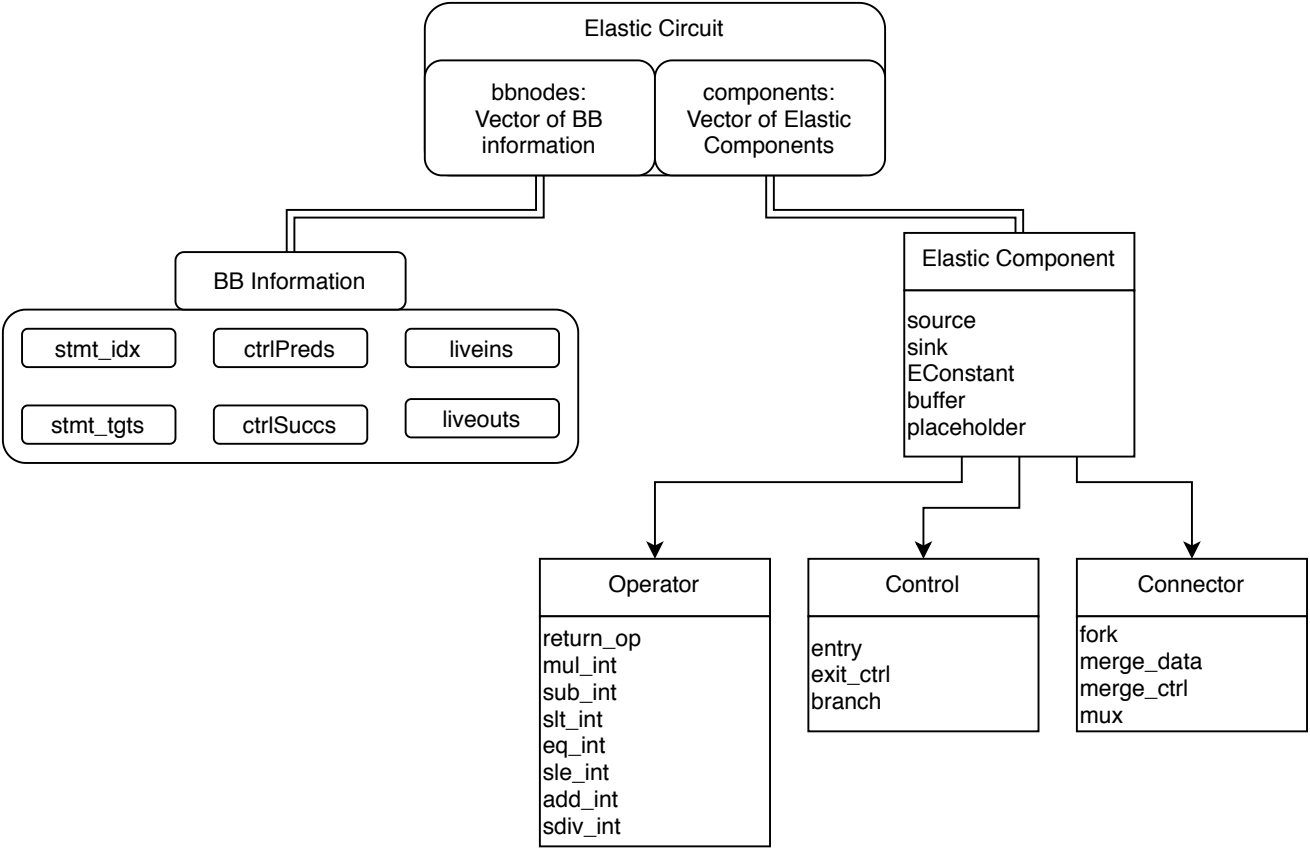 Elastic Circuit
bbnodes:
Vector of BB
information
components:
Vector of Elastic
Components
BB Information
stmt_idx
ctrlPreds
liveins
stmt_tgts
ctrlSuccs
liveouts
Elastic Component
source
sink
EConstant
buffer
placeholder
Operator
return_op
mul_int
sub_int
slt_int
eq_int
sle_int
add_int
sdiv_int
Control
entry
exit_ctrl
branch
Connector
fork
merge_data
merge_ctrl
mux